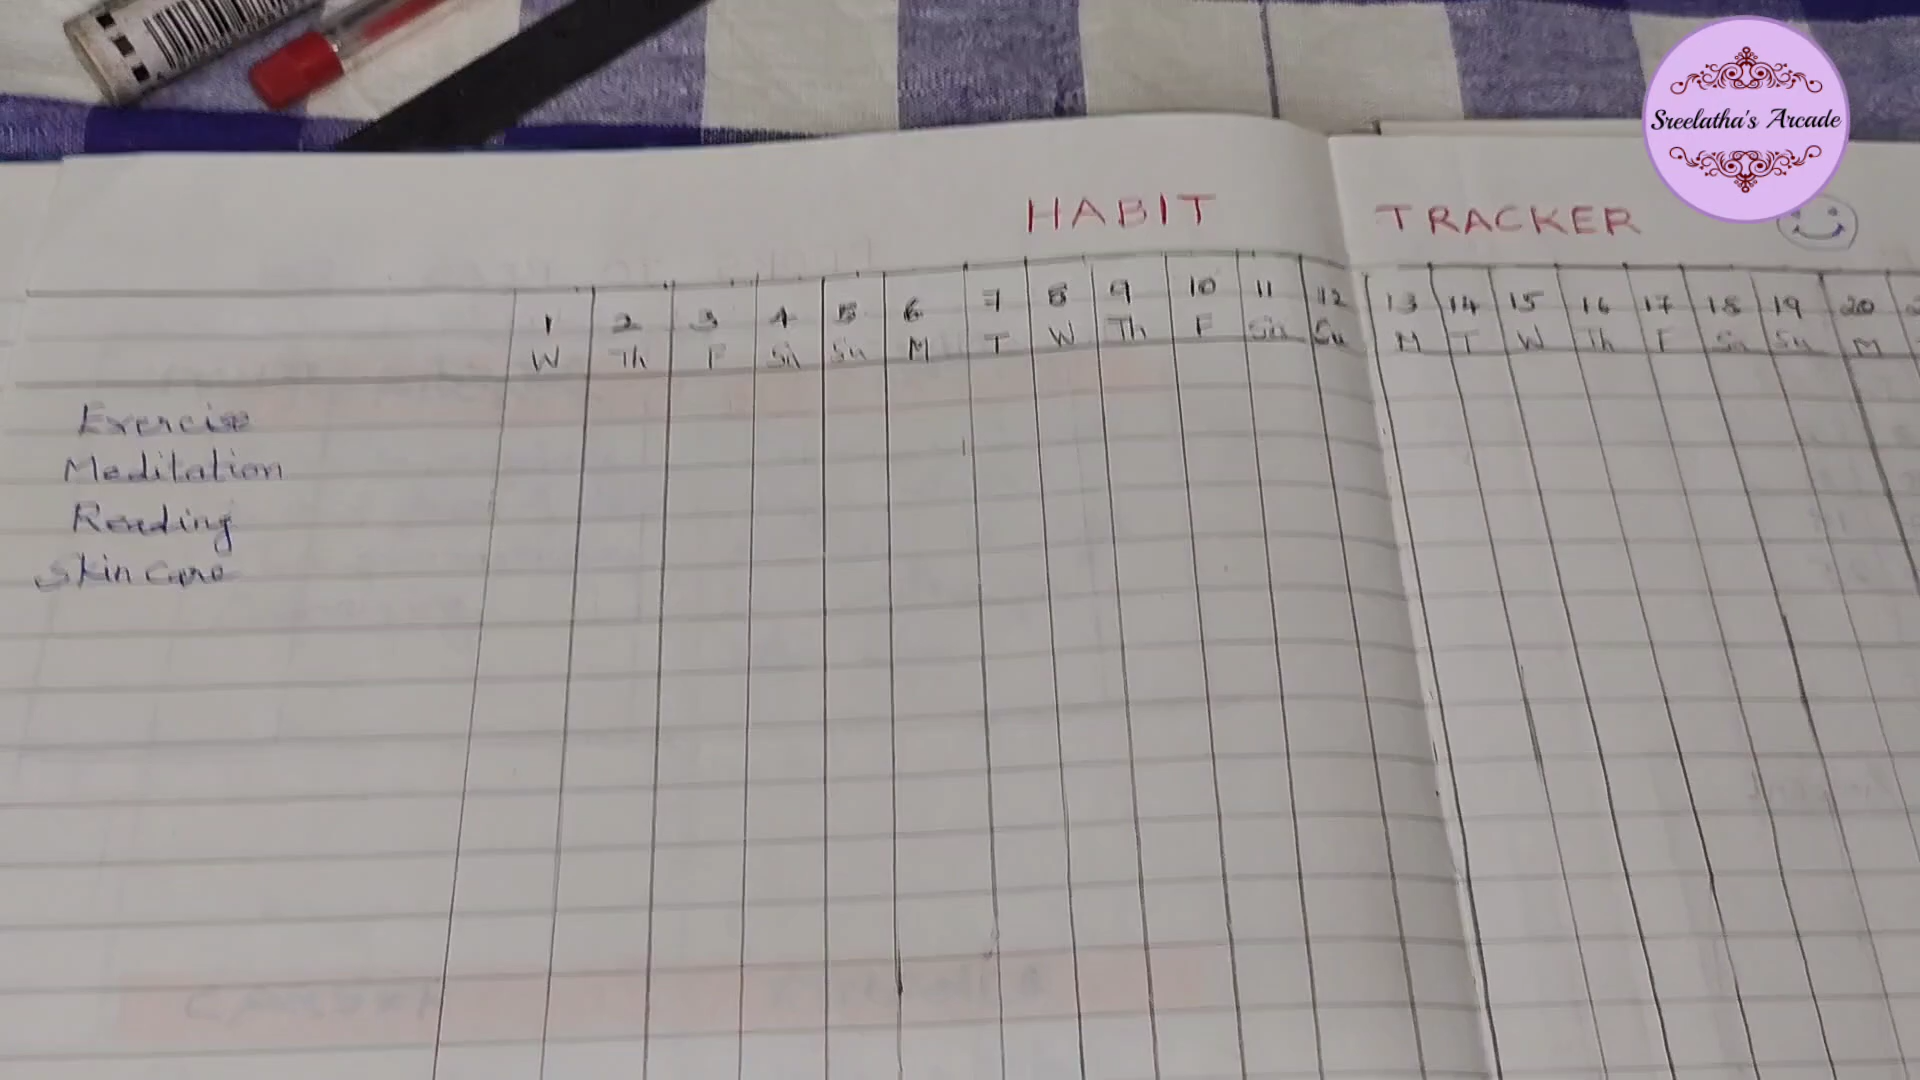 Sreelatha's Arcade
HABIT TRACKER
1 2 3 4 5 6 7 8 9 10 11 12 13 14 15 16 17 18 19 20
W Th F Sa Su M T W Th F Sa Su M T W Th F Sa Su M
Exercise
Meditation
Reading
Skin care